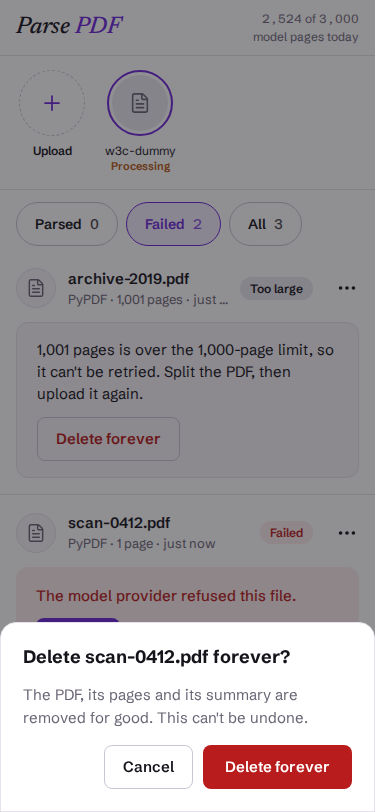 Parse PDF
2,524 of 3,000
model pages today
Upload
w3c-dummy
Processing
Parsed 0
Failed 2
All 3
archive-2019.pdf
PyPDF · 1,001 pages · just ...
Too large
1,001 pages is over the 1,000-page limit, so
it can't be retried. Split the PDF, then
upload it again.
Delete forever
scan-0412.pdf
PyPDF · 1 page · just now
Failed
The model provider refused this file.
Delete scan-0412.pdf forever?
The PDF, its pages and its summary are
removed for good. This can't be undone.
Cancel
Delete forever